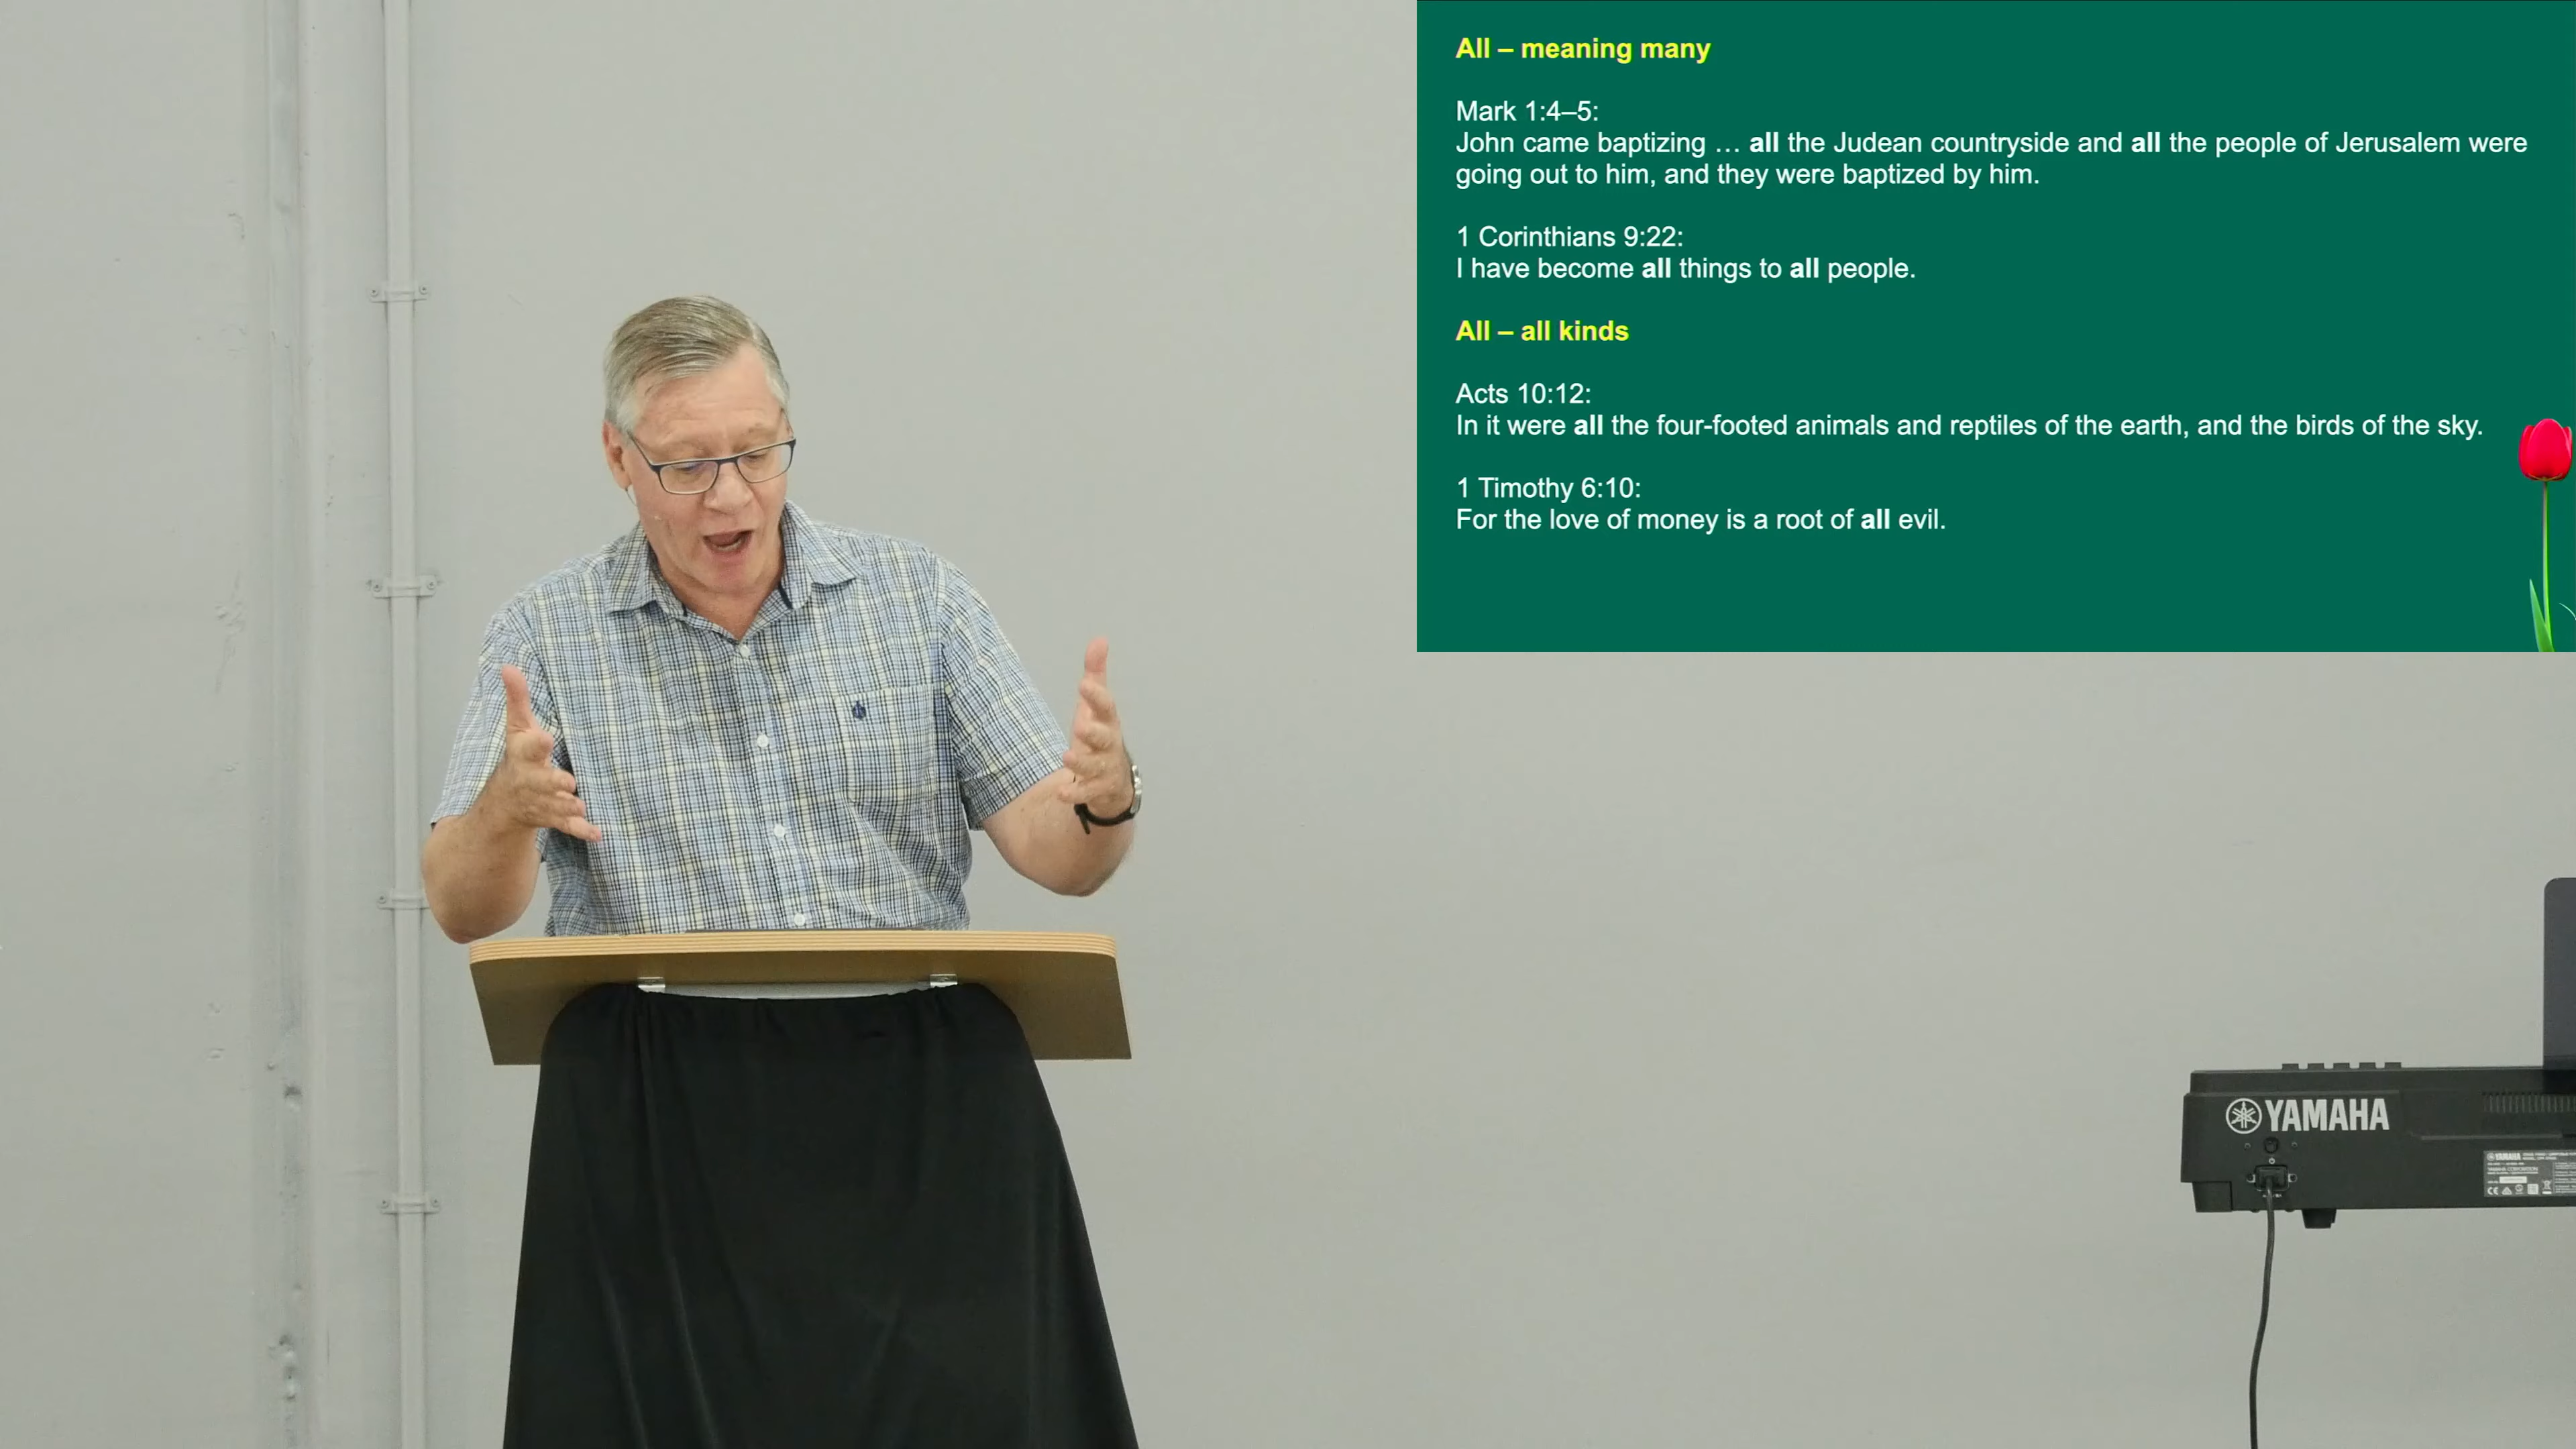 All – meaning many
Mark 1:4–5:
John came baptizing … all the Judean countryside and all the people of Jerusalem were
going out to him, and they were baptized by him.
1 Corinthians 9:22:
I have become all things to all people.
All – all kinds
Acts 10:12:
In it were all the four-footed animals and reptiles of the earth, and the birds of the sky.
1 Timothy 6:10:
For the love of money is a root of all evil.
YAMAHA
YAMAHA